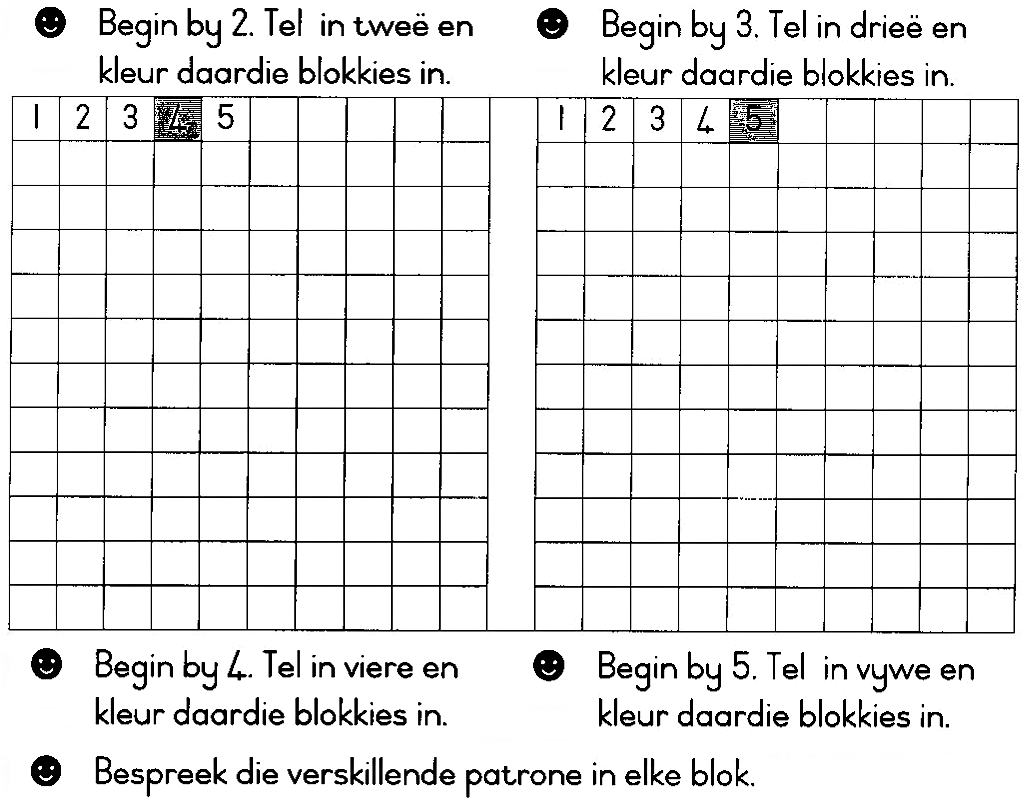 Begin by 2. Tel in tweë en
kleur daardie blokkies in.
Begin by 3. Tel in drieë en
kleur daardie blokkies in.
1 2 3 4 5
1 2 3 4 5
Begin by 4. Tel in viere en
kleur daardie blokkies in.
Begin by 5. Tel in vywe en
kleur daardie blokkies in.
Bespreek die verskillende patrone in elke blok.